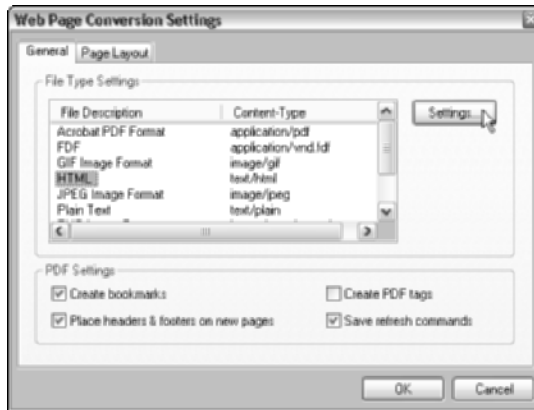 Web Page Conversion Settings
General Page Layout
File Type Settings
File Description Content-Type
Settings...
Acrobat PDF Format application/pdf
FDF application/vnd.fdf
GIF Image Format image/gif
HTML text/html
JPEG Image Format image/jpeg
Plain Text text/plain
PDF Settings
Create bookmarks Create PDF tags
Place headers & footers on new pages Save refresh commands
OK Cancel